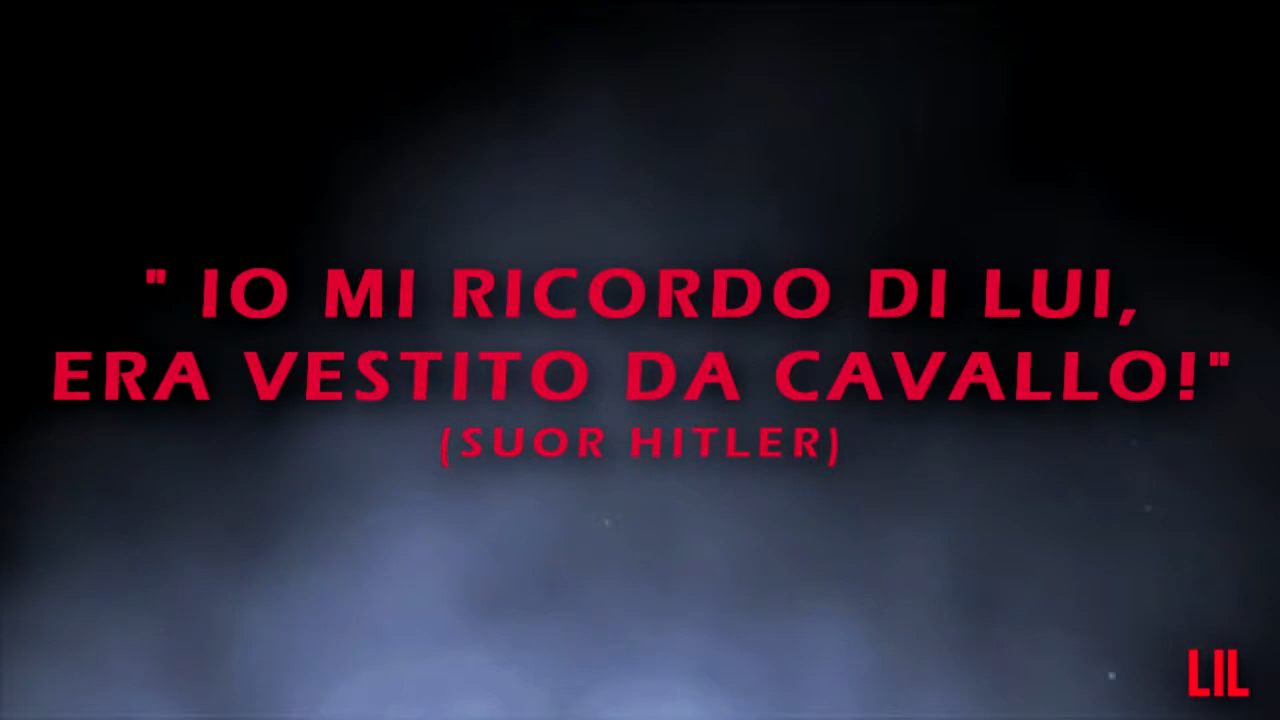 " IO MI RICORDO DI LUI,
ERA VESTITO DA CAVALLO!"
(SUOR HITLER)
LIL